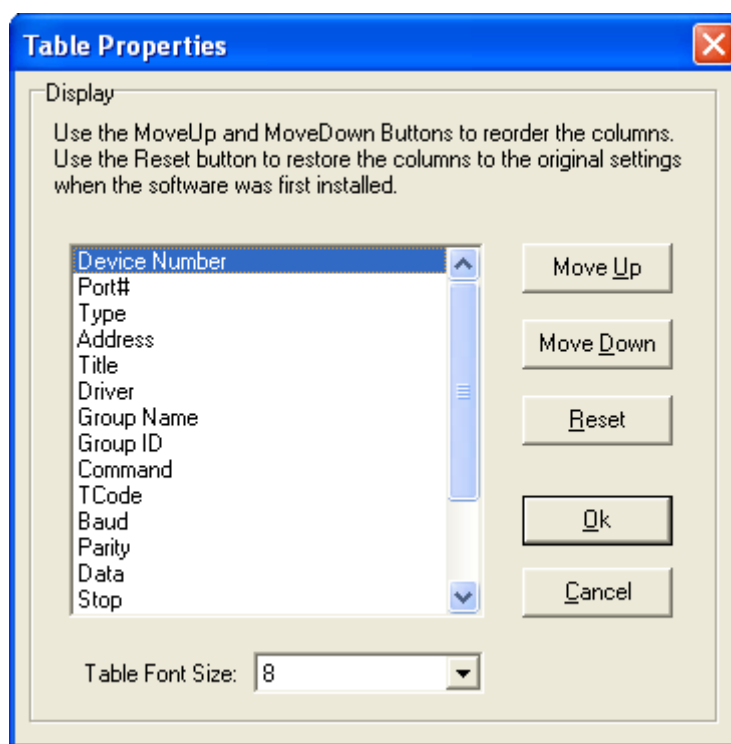 Table Properties
Display
Use the MoveUp and MoveDown Buttons to reorder the columns.
Use the Reset button to restore the columns to the original settings
when the software was first installed.
Device Number
Port#
Type
Address
Title
Driver
Group Name
Group ID
Command
TCode
Baud
Parity
Data
Stop
Move Up
Move Down
Reset
Ok
Cancel
Table Font Size: 8